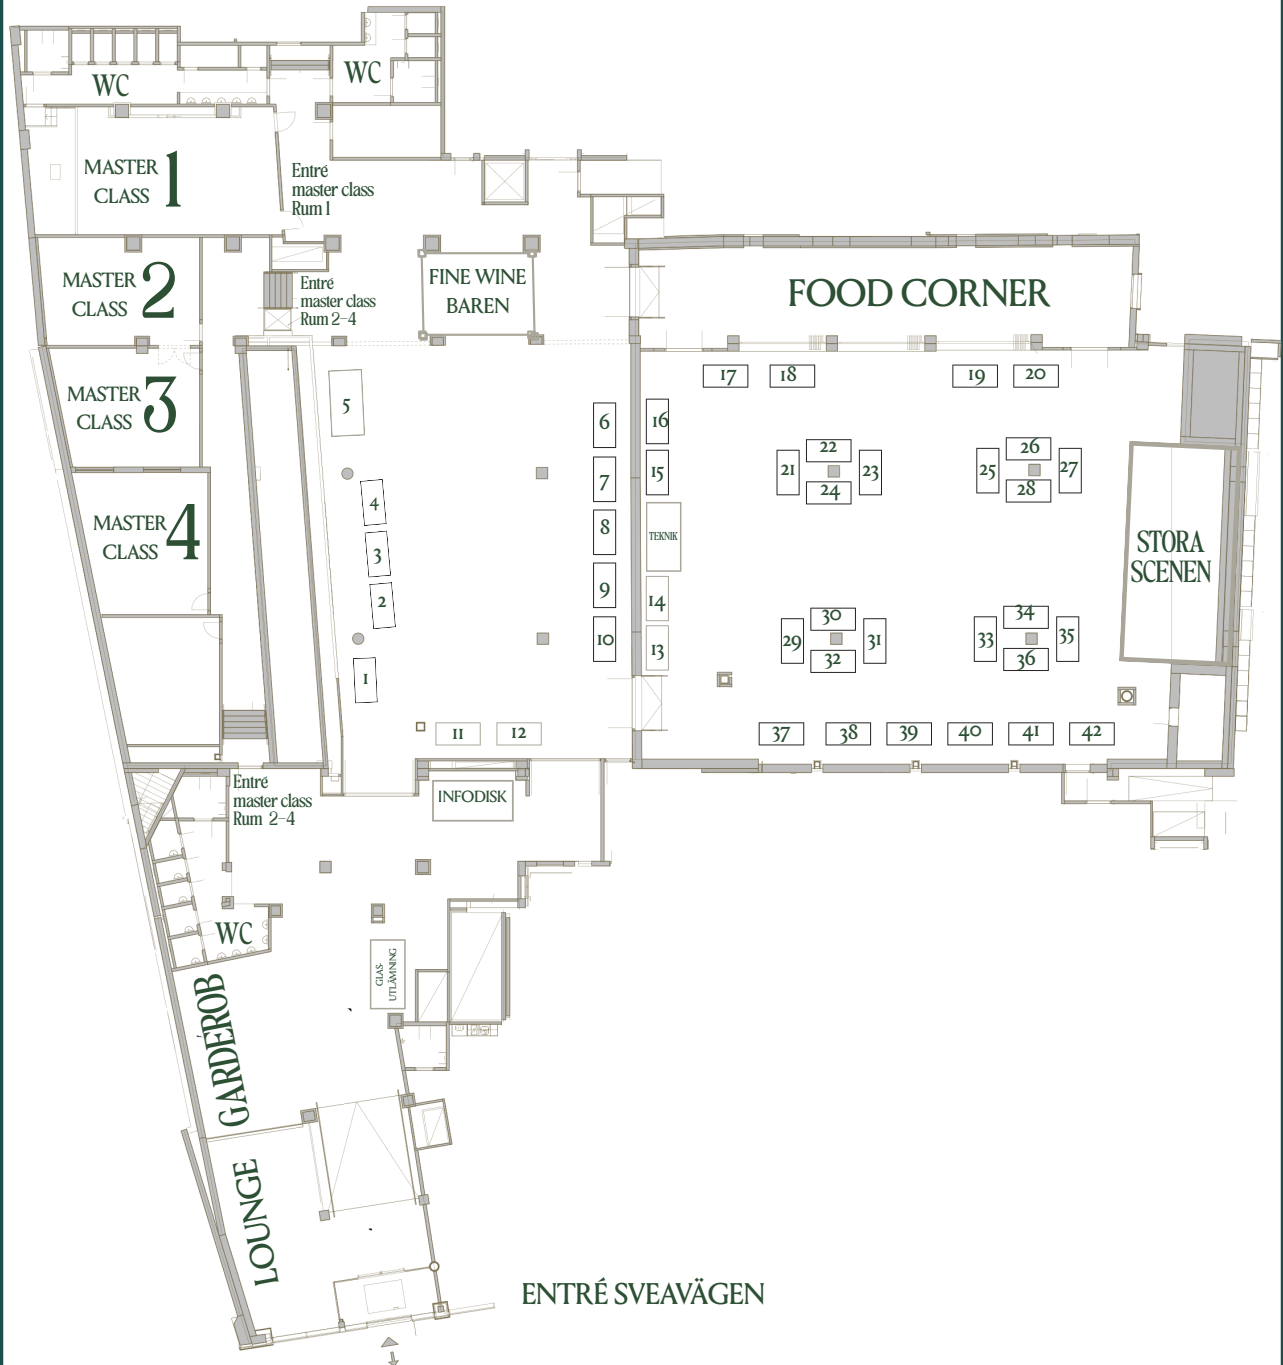 WC
WC
MASTER
CLASS
1
Entré
master class
Rum 1
MASTER
CLASS
2
Entré
master class
Rum 2-4
FINE WINE
BAREN
FOOD CORNER
MASTER
CLASS
3
MASTER
CLASS
4
5
4
3
2
1
6
7
8
9
10
11
12
16
15
TEKNIK
14
13
17
18
19
20
21
22
23
24
25
26
27
28
STORA
SCENEN
29
30
31
32
33
34
35
36
37
38
39
40
41
42
Entré
master class
Rum 2-4
INFODISK
WC
GLAS-
UTLÄMNING
GARDEROB
LOUNGE
ENTRÉ SVEAVÄGEN